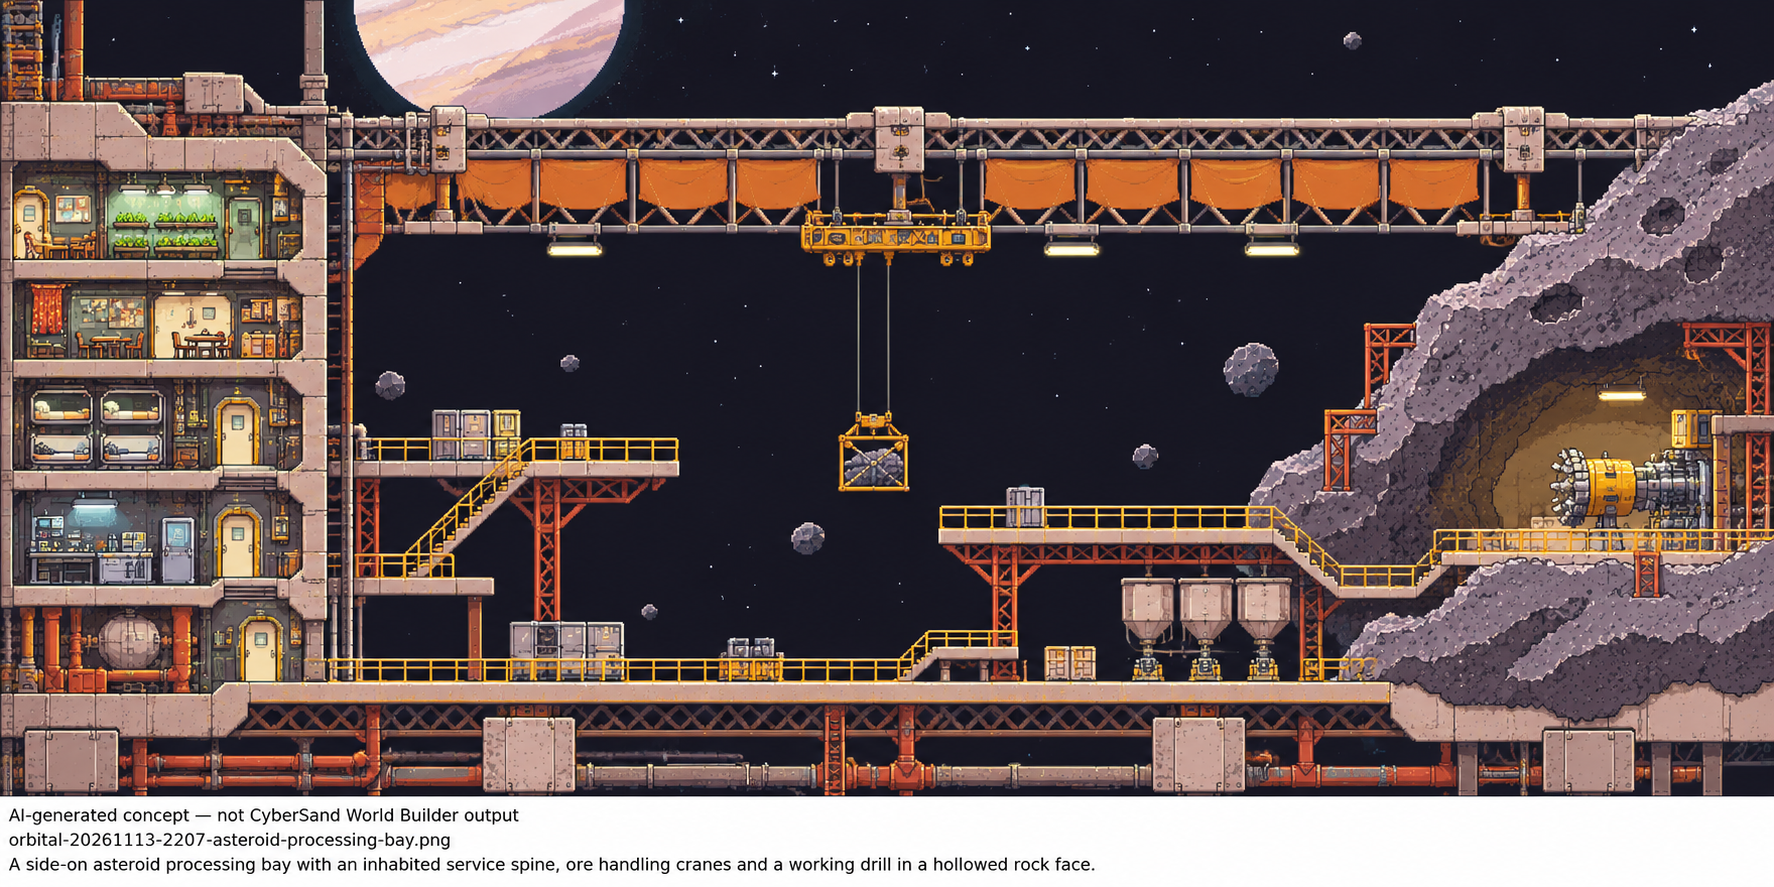 AI-generated concept — not CyberSand World Builder output
orbital-20261113-2207-asteroid-processing-bay.png
A side-on asteroid processing bay with an inhabited service spine, ore handling cranes and a working drill in a hollowed rock face.